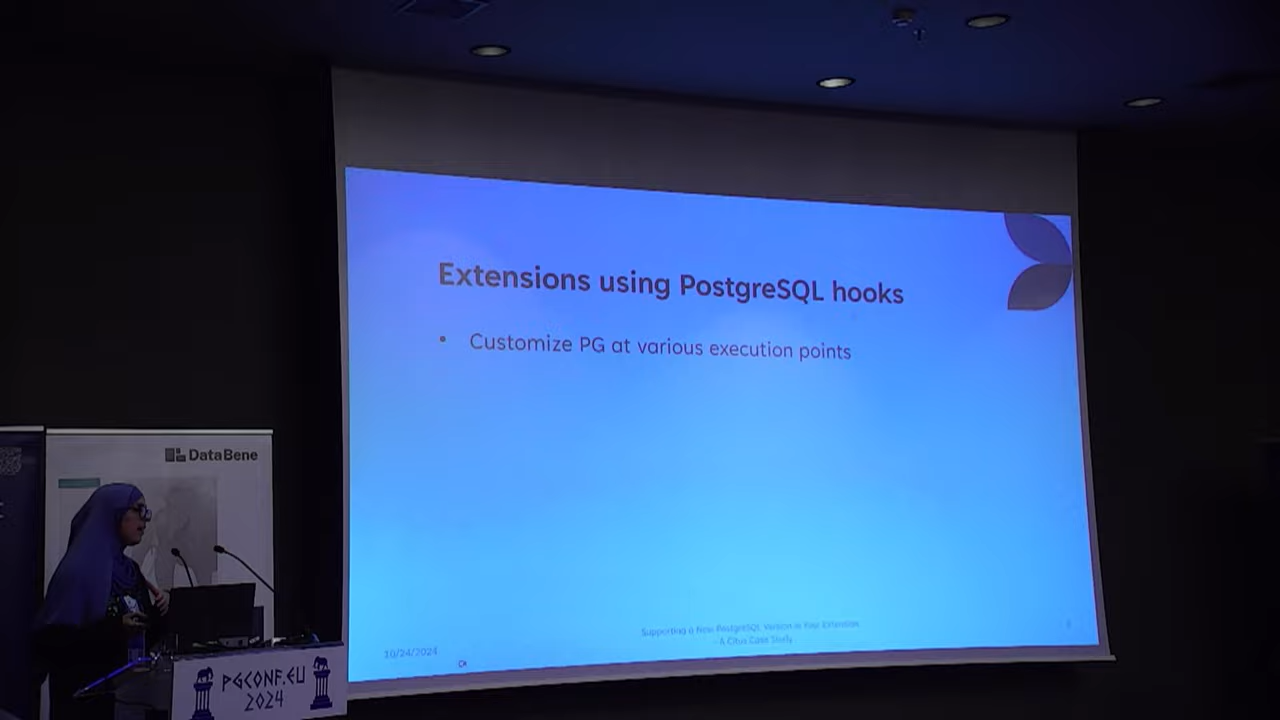 Extensions using PostgreSQL hooks
• Customize PG at various execution points
Supporting a New PostgreSQL Version in Your Extension
- A Citus Case Study
10/24/2024
DataBene
PGCONF.EU
2024